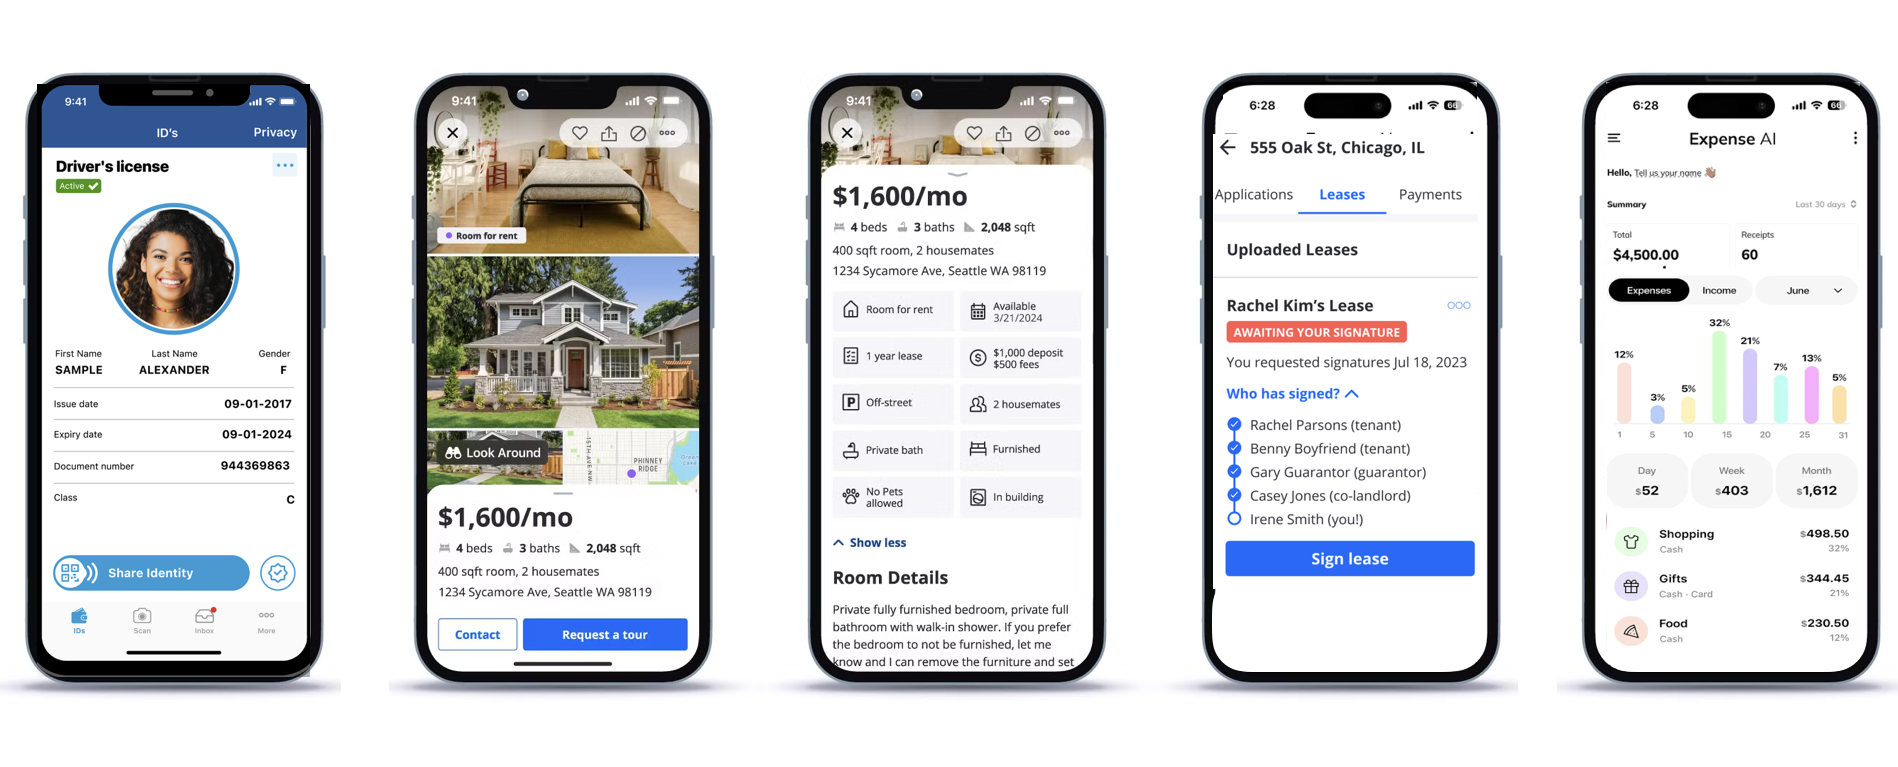 9:41
ID's
Privacy
Driver's license
Active
First Name
Last Name
Gender
SAMPLE
ALEXANDER
F
Issue date
09-01-2017
Expiry date
09-01-2024
Document number
944369863
Class
C
Share Identity
IDs
Scan
Inbox
More
9:41
Room for rent
Look Around
15TH AVE NW
PHINNEY
RIDGE
Green
Lake
$1,600/mo
4 beds 3 baths 2,048 sqft
400 sqft room, 2 housemates
1234 Sycamore Ave, Seattle WA 98119
Contact
Request a tour
9:41
$1,600/mo
4 beds 3 baths 2,048 sqft
400 sqft room, 2 housemates
1234 Sycamore Ave, Seattle WA 98119
Room for rent
Available
3/21/2024
1 year lease
$1,000 deposit
$500 fees
P
Off-street
2 housemates
Private bath
Furnished
No Pets
allowed
In building
Show less
Room Details
Private fully furnished bedroom, private full
bathroom with walk-in shower. If you prefer
the bedroom to not be furnished, let me
know and I can remove the furniture and set
6:28
66
555 Oak St, Chicago, IL
Applications
Leases
Payments
Uploaded Leases
Rachel Kim's Lease
AWAITING YOUR SIGNATURE
You requested signatures Jul 18, 2023
Who has signed?
Rachel Parsons (tenant)
Benny Boyfriend (tenant)
Gary Guarantor (guarantor)
Casey Jones (co-landlord)
Irene Smith (you!)
Sign lease
6:28
66
Expense AI
Hello, Tell us your name
Summary
Last 30 days
Total
$4,500.00
Receipts
60
Expenses
Income
June
12%
3%
5%
32%
21%
7%
13%
5%
1 5 10 15 20 25 31
Day
$52
Week
$403
Month
$1,612
Shopping
$498.50
Cash
32%
Gifts
$344.45
Cash · Card
21%
Food
$230.50
Cash
12%